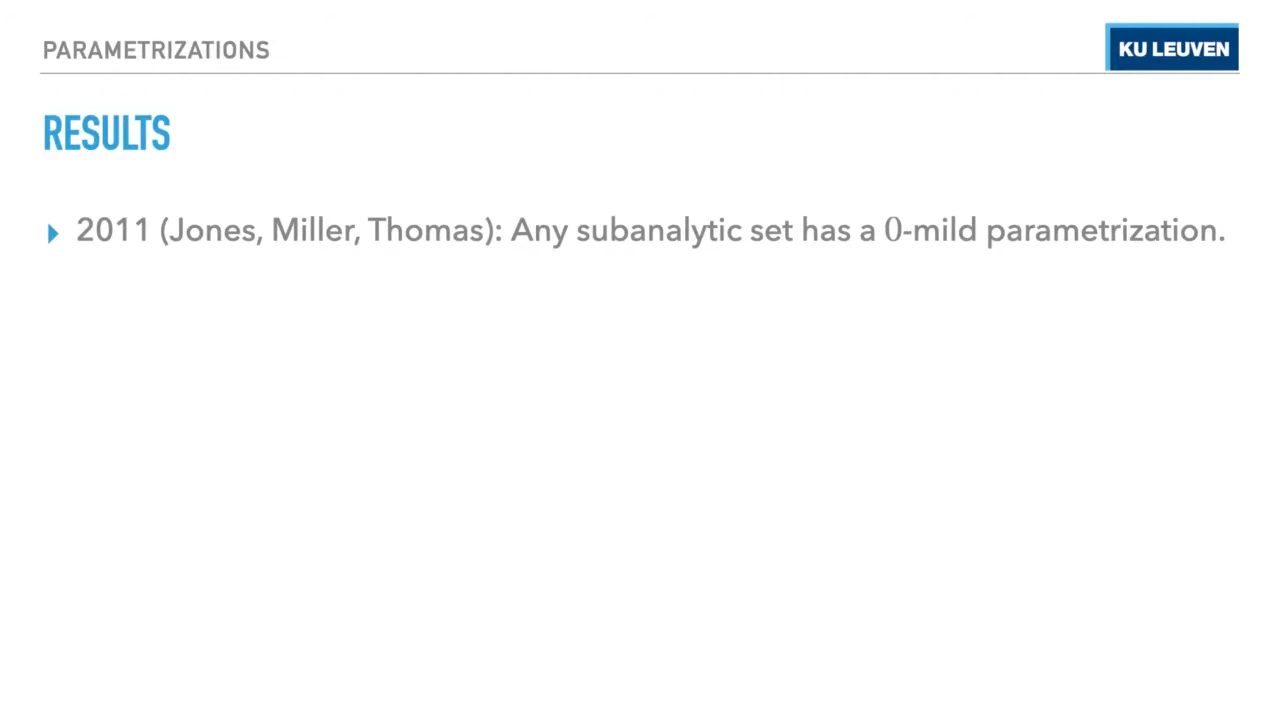 PARAMETRIZATIONS
KU LEUVEN
RESULTS
2011 (Jones, Miller, Thomas): Any subanalytic set has a 0-mild parametrization.